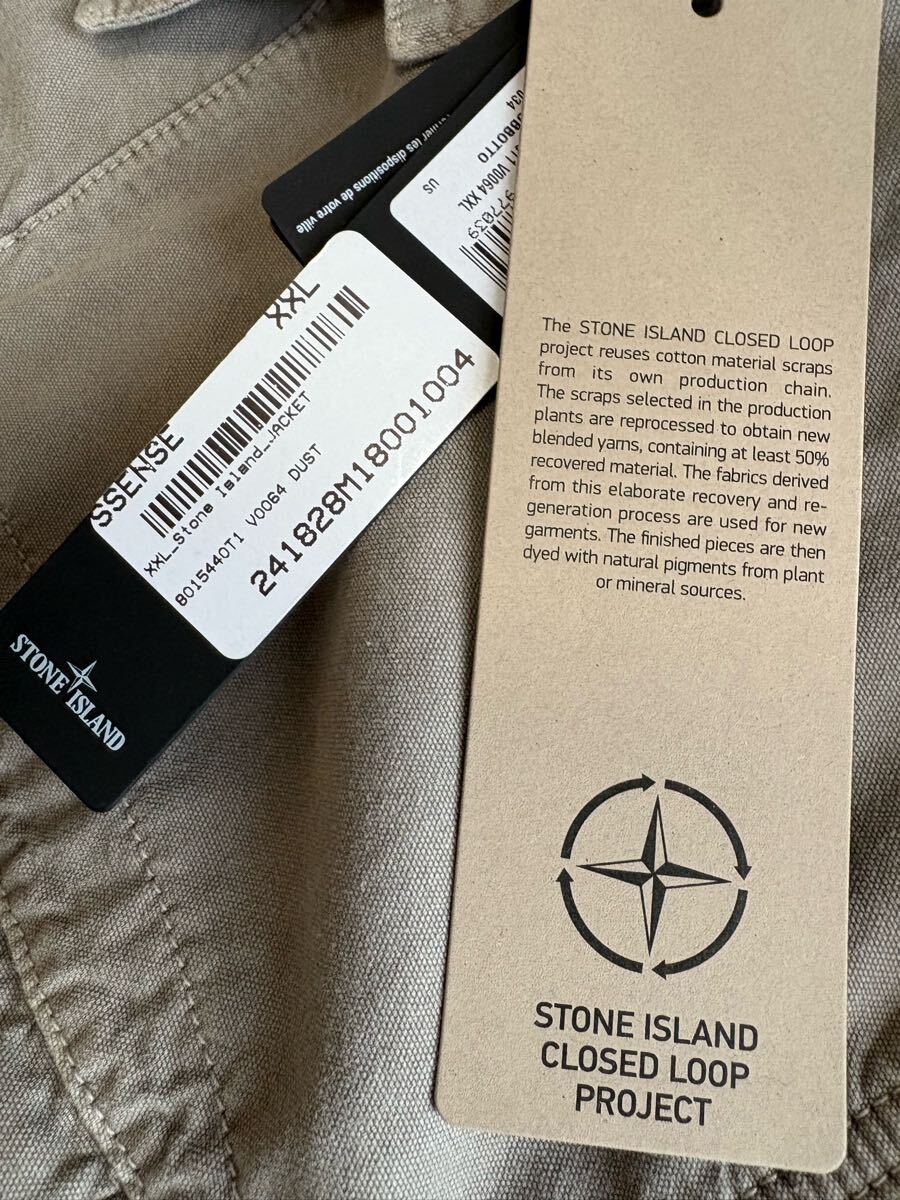 The STONE ISLAND CLOSED LOOP
project reuses cotton material scraps
from its own production chain.
The scraps selected in the production
plants are reprocessed to obtain new
blended yarns, containing at least 50%
recovered material. The fabrics derived
from this elaborate recovery and re-
generation process are used for new
garments. The finished pieces are then
dyed with natural pigments from plant
or mineral sources.
STONE ISLAND
CLOSED LOOP
PROJECT
XXL
SSENSE
XXL_Stone Island_JACKET
8015440T1 V0064 DUST
241828M18001004
STONE ISLAND
les dispositions de votre ville
US
V0064 XXL
977039
034